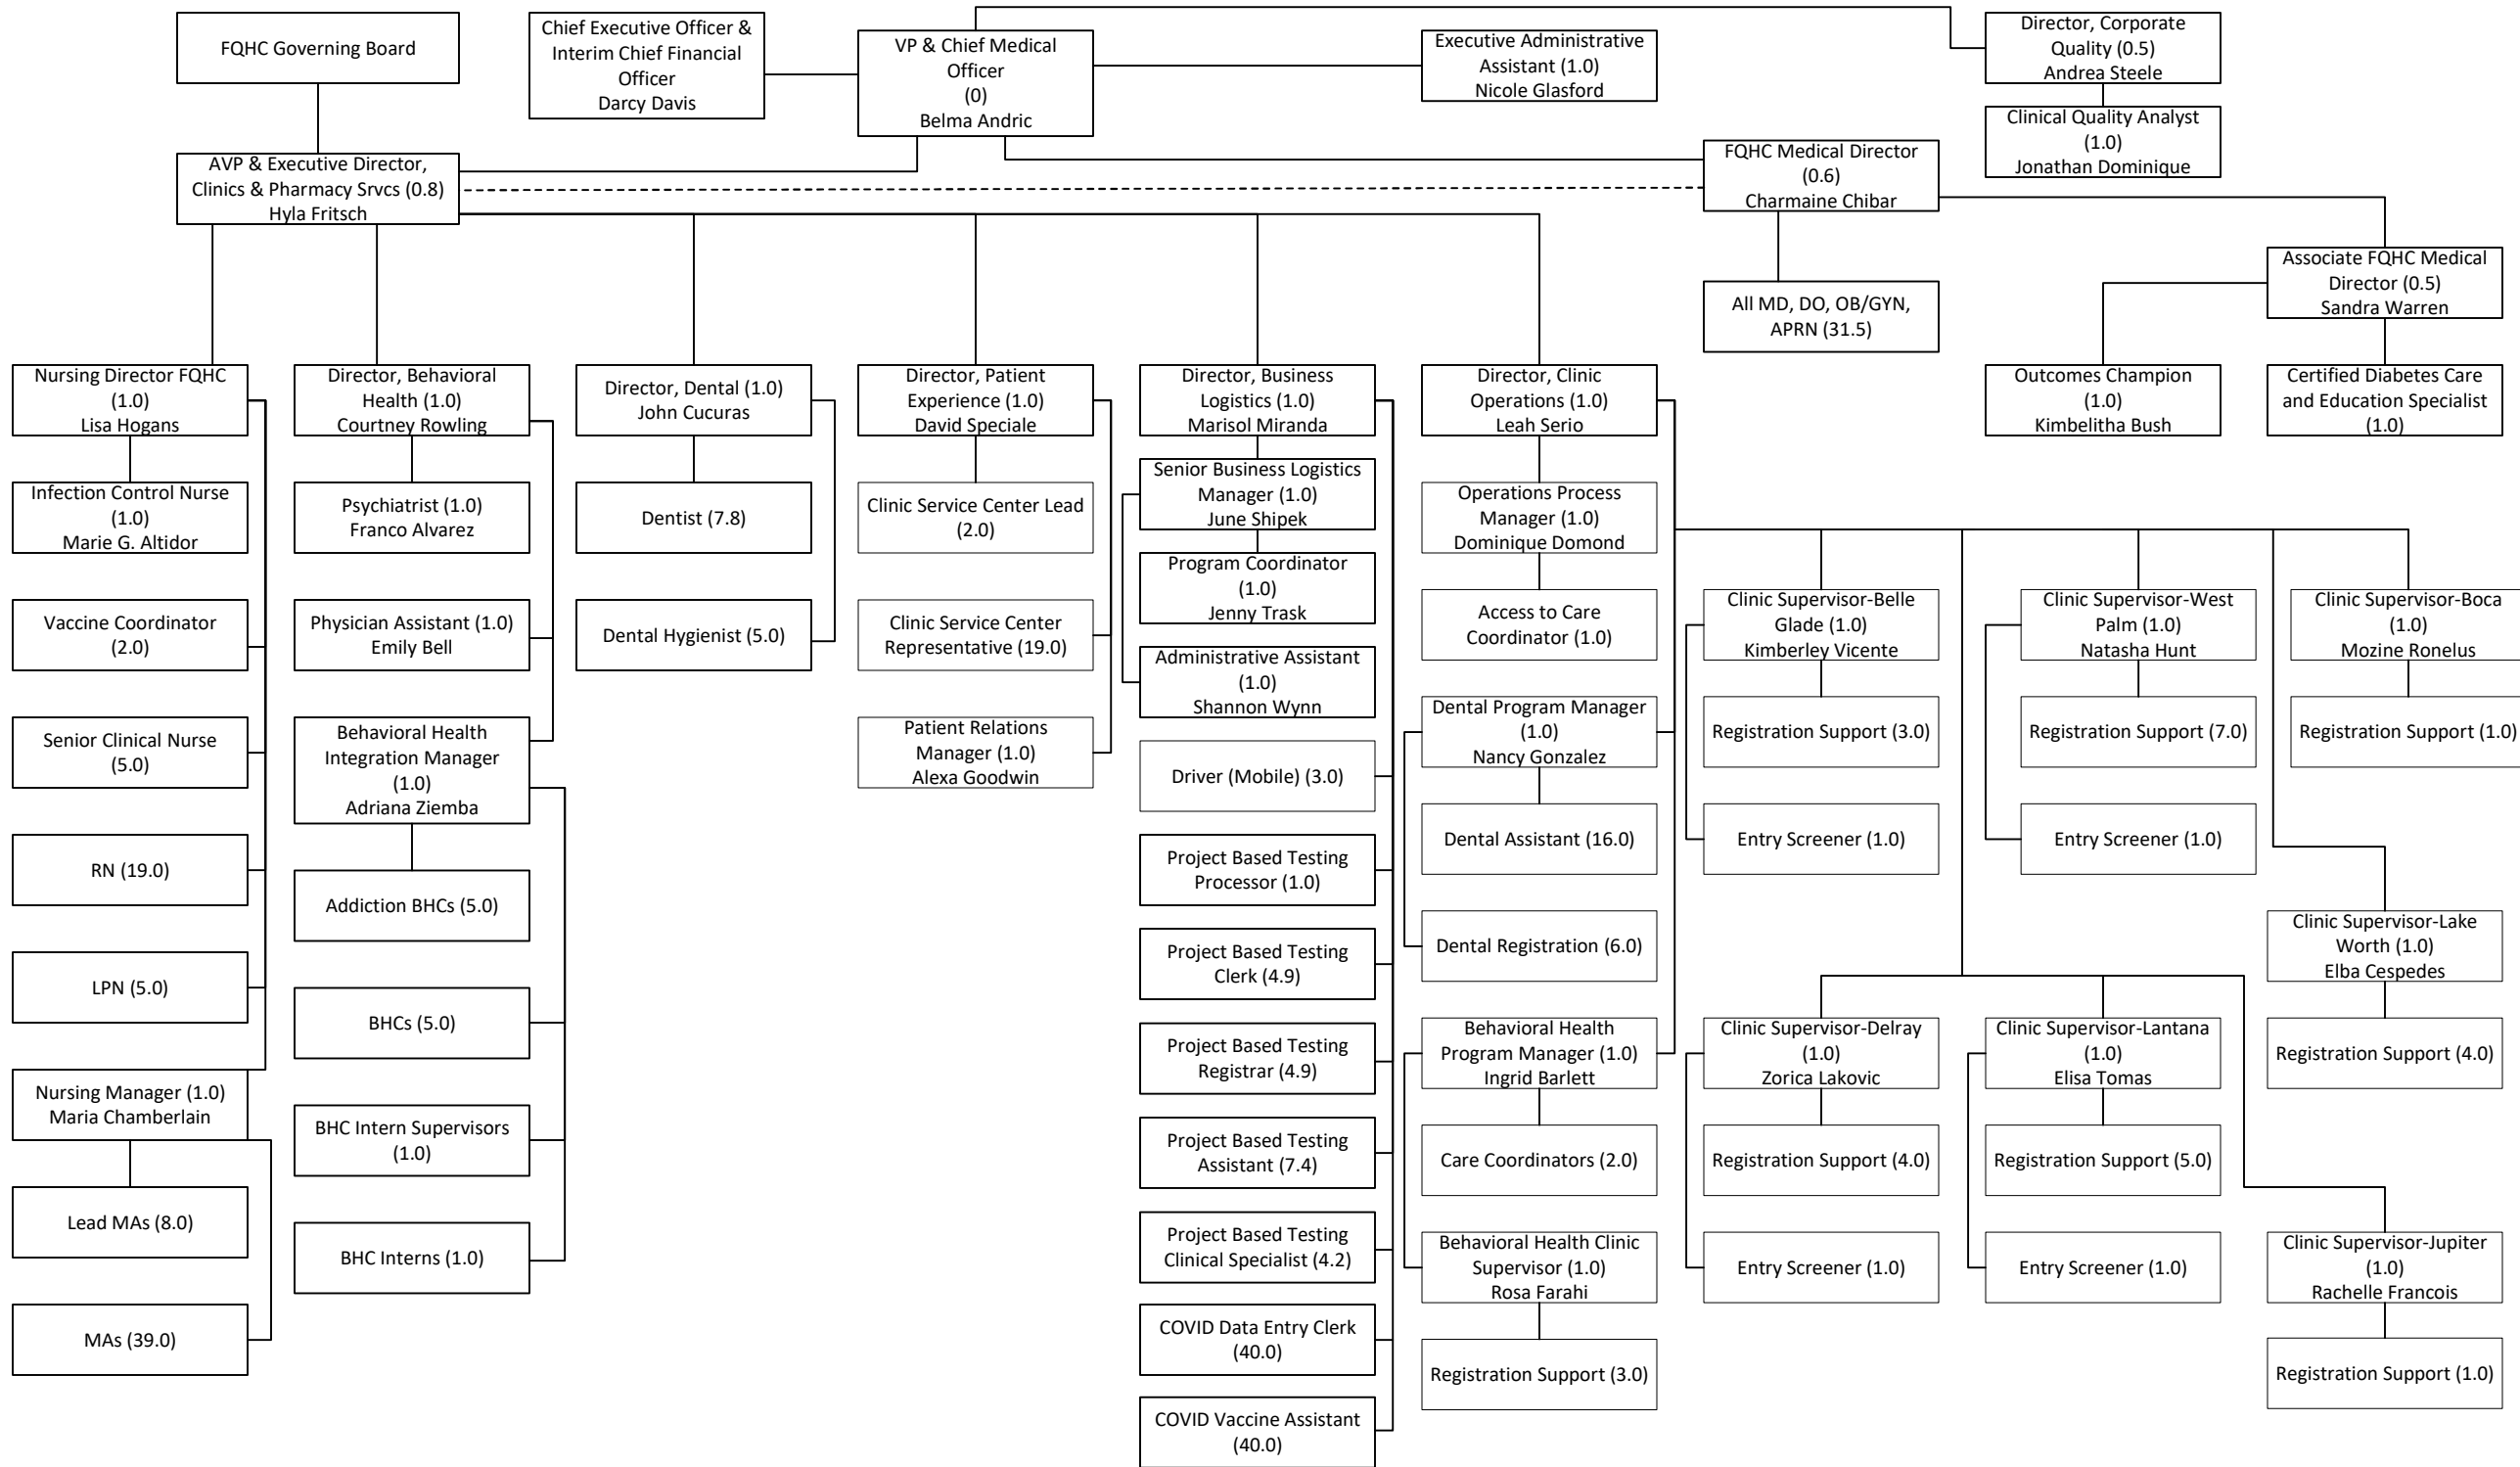 FQHC Governing Board
Chief Executive Officer &
Interim Chief Financial
Officer
Darcy Davis
VP & Chief Medical
Officer
(0)
Belma Andric
Executive Administrative
Assistant (1.0)
Nicole Glasford
Director, Corporate
Quality (0.5)
Andrea Steele
Clinical Quality Analyst
(1.0)
Jonathan Dominique
AVP & Executive Director,
Clinics & Pharmacy Srvcs (0.8)
Hyla Fritsch
FQHC Medical Director
(0.6)
Charmaine Chibar
All MD, DO, OB/GYN,
APRN (31.5)
Associate FQHC Medical
Director (0.5)
Sandra Warren
Outcomes Champion
(1.0)
Kimbelitha Bush
Certified Diabetes Care
and Education Specialist
(1.0)
Nursing Director FQHC
(1.0)
Lisa Hogans
Infection Control Nurse
(1.0)
Marie G. Altidor
Vaccine Coordinator
(2.0)
Senior Clinical Nurse
(5.0)
RN (19.0)
LPN (5.0)
Nursing Manager (1.0)
Maria Chamberlain
Lead MAs (8.0)
MAs (39.0)
Director, Behavioral
Health (1.0)
Courtney Rowling
Psychiatrist (1.0)
Franco Alvarez
Physician Assistant (1.0)
Emily Bell
Behavioral Health
Integration Manager
(1.0)
Adriana Ziemba
Addiction BHCs (5.0)
BHCs (5.0)
BHC Intern Supervisors
(1.0)
BHC Interns (1.0)
Director, Dental (1.0)
John Cucuras
Dentist (7.8)
Dental Hygienist (5.0)
Director, Patient
Experience (1.0)
David Speciale
Clinic Service Center Lead
(2.0)
Clinic Service Center
Representative (19.0)
Patient Relations
Manager (1.0)
Alexa Goodwin
Director, Business
Logistics (1.0)
Marisol Miranda
Senior Business Logistics
Manager (1.0)
June Shipek
Program Coordinator
(1.0)
Jenny Trask
Administrative Assistant
(1.0)
Shannon Wynn
Driver (Mobile) (3.0)
Project Based Testing
Processor (1.0)
Project Based Testing
Clerk (4.9)
Project Based Testing
Registrar (4.9)
Project Based Testing
Assistant (7.4)
Project Based Testing
Clinical Specialist (4.2)
COVID Data Entry Clerk
(40.0)
COVID Vaccine Assistant
(40.0)
Director, Clinic
Operations (1.0)
Leah Serio
Operations Process
Manager (1.0)
Dominique Domond
Access to Care
Coordinator (1.0)
Dental Program Manager
(1.0)
Nancy Gonzalez
Dental Assistant (16.0)
Dental Registration (6.0)
Behavioral Health
Program Manager (1.0)
Ingrid Barlett
Care Coordinators (2.0)
Behavioral Health Clinic
Supervisor (1.0)
Rosa Farahi
Registration Support (3.0)
Clinic Supervisor-Belle
Glade (1.0)
Kimberley Vicente
Registration Support (3.0)
Entry Screener (1.0)
Clinic Supervisor-West
Palm (1.0)
Natasha Hunt
Registration Support (7.0)
Entry Screener (1.0)
Clinic Supervisor-Boca
(1.0)
Mozine Ronelus
Registration Support (1.0)
Clinic Supervisor-Lake
Worth (1.0)
Elba Cespedes
Registration Support (4.0)
Clinic Supervisor-Delray
(1.0)
Zorica Lakovic
Registration Support (4.0)
Entry Screener (1.0)
Clinic Supervisor-Lantana
(1.0)
Elisa Tomas
Registration Support (5.0)
Entry Screener (1.0)
Clinic Supervisor-Jupiter
(1.0)
Rachelle Francois
Registration Support (1.0)